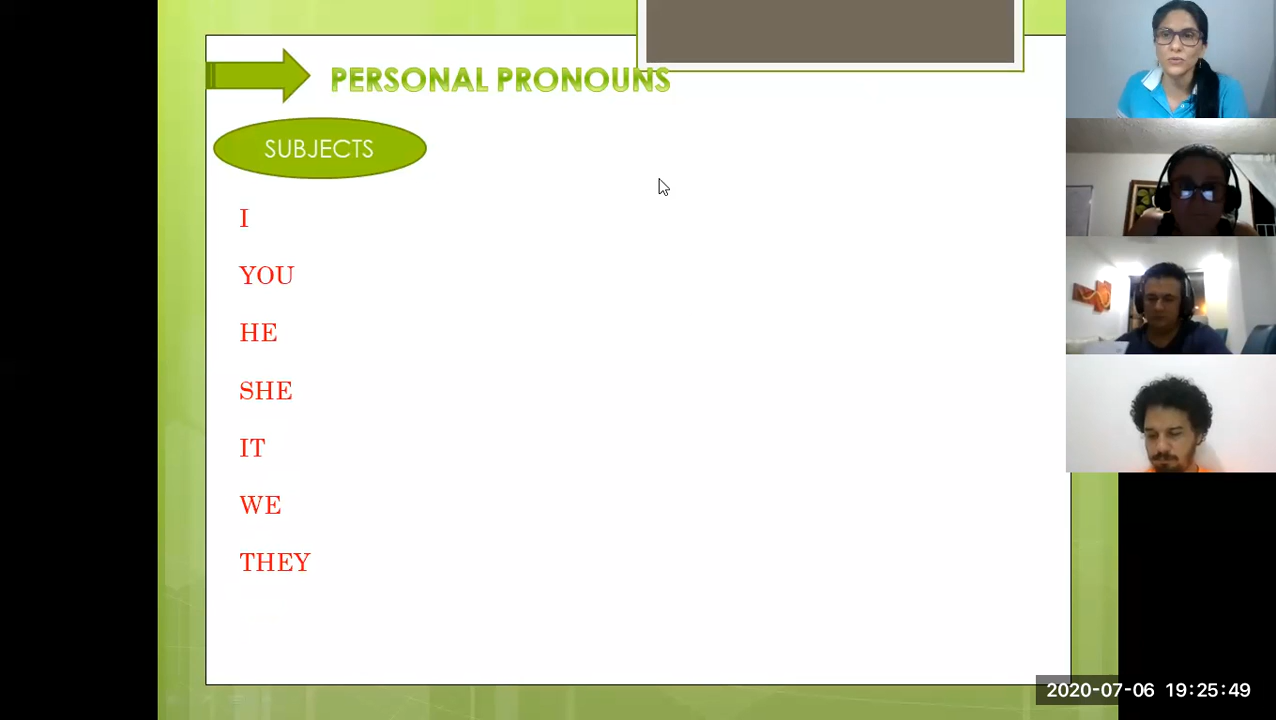 PERSONAL PRONOUNS
SUBJECTS
I
YOU
HE
SHE
IT
WE
THEY
2020-07-06 19:25:49